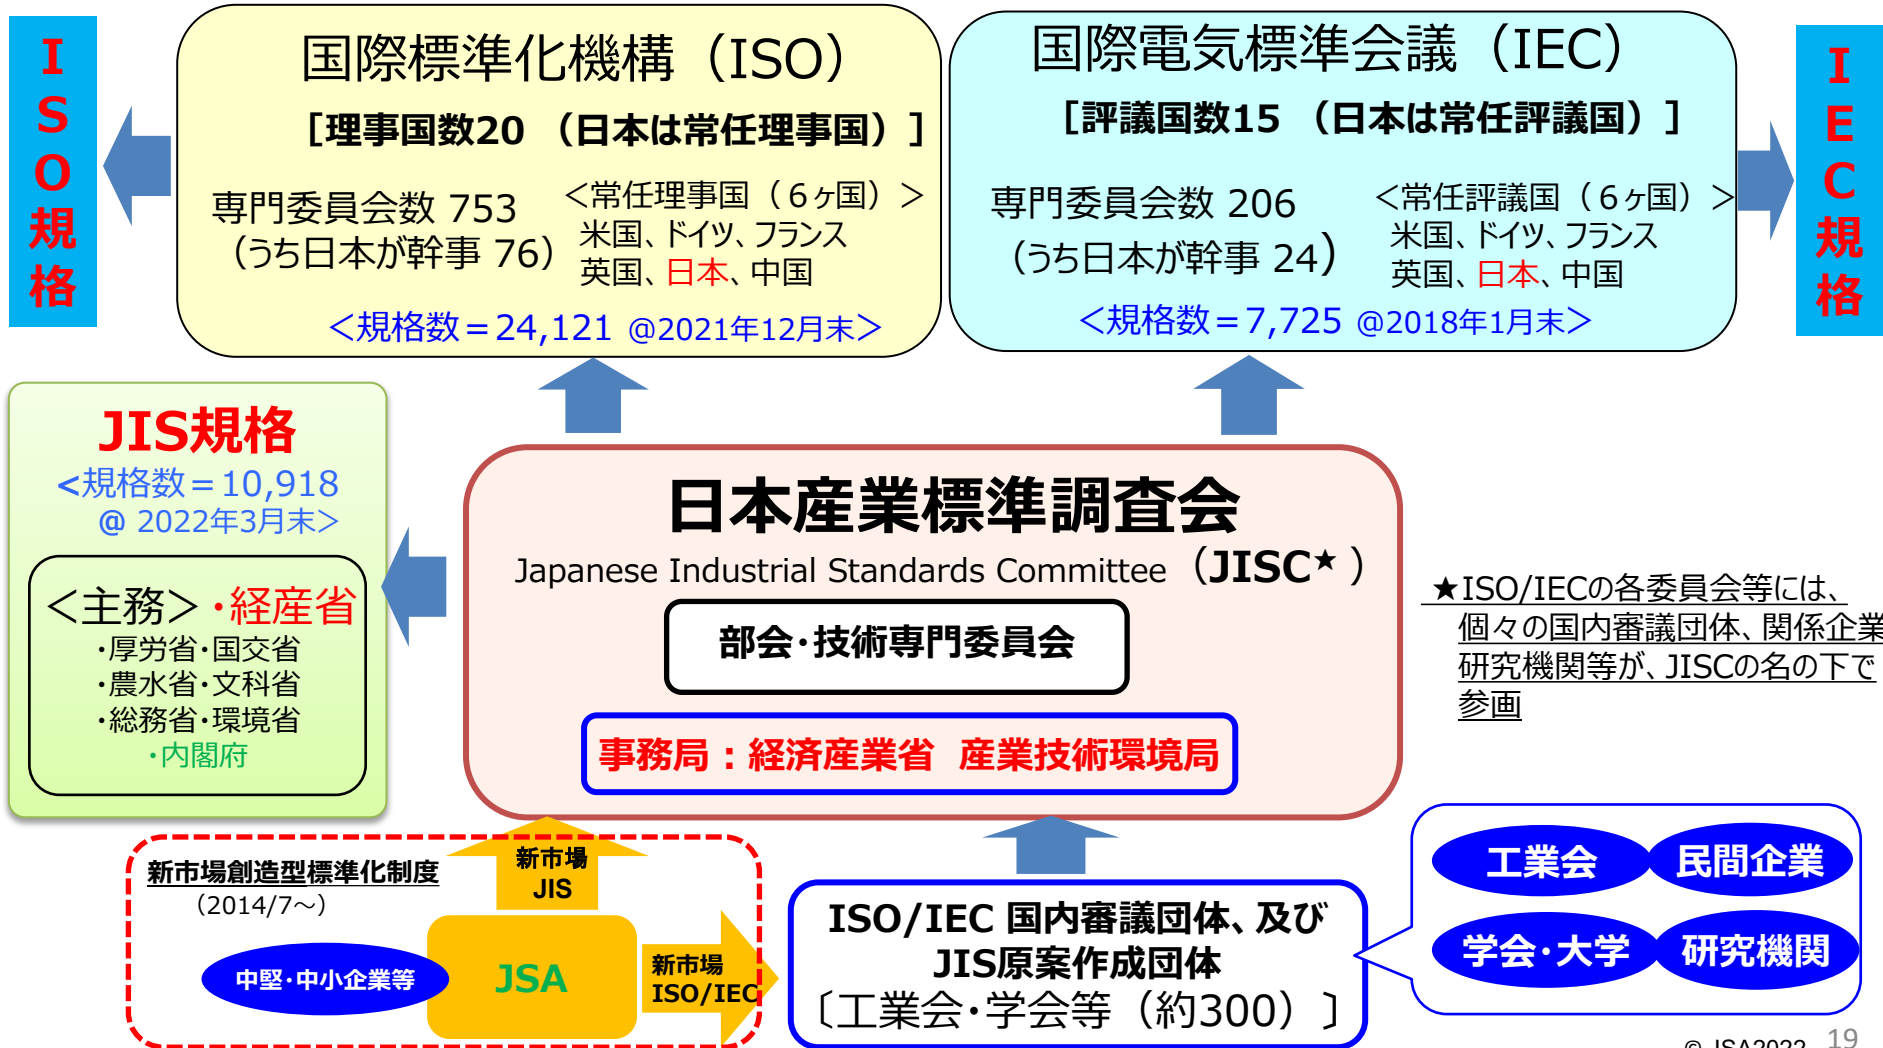 ISO規格
国際標準化機構（ISO）
［理事国数20 （日本は常任理事国）］
専門委員会数 753
（うち日本が幹事 76）
＜常任理事国（６ヶ国）＞
米国、ドイツ、フランス
英国、日本、中国
＜規格数＝24,121 @2021年12月末＞
国際電気標準会議（IEC）
［評議国数15 （日本は常任評議国）］
専門委員会数 206
（うち日本が幹事 24）
＜常任評議国（６ヶ国）＞
米国、ドイツ、フランス
英国、日本、中国
＜規格数＝7,725 @2018年1月末＞
IEC規格
JIS規格
<規格数＝10,918
@ 2022年3月末＞
＜主務＞・経産省
・厚労省・国交省
・農水省・文科省
・総務省・環境省
・内閣府
日本産業標準調査会
Japanese Industrial Standards Committee（JISC★ ）
部会・技術専門委員会
事務局：経済産業省 産業技術環境局
★ISO/IECの各委員会等には、
個々の国内審議団体、関係企業
研究機関等が、JISCの名の下で
参画
新市場創造型標準化制度
（2014/7～）
中堅・中小企業等
JSA
新市場
JIS
新市場
ISO/IEC
ISO/IEC 国内審議団体、及び
JIS原案作成団体
〔工業会・学会等（約300）〕
工業会
民間企業
学会・大学
研究機関
© JSA2022
19